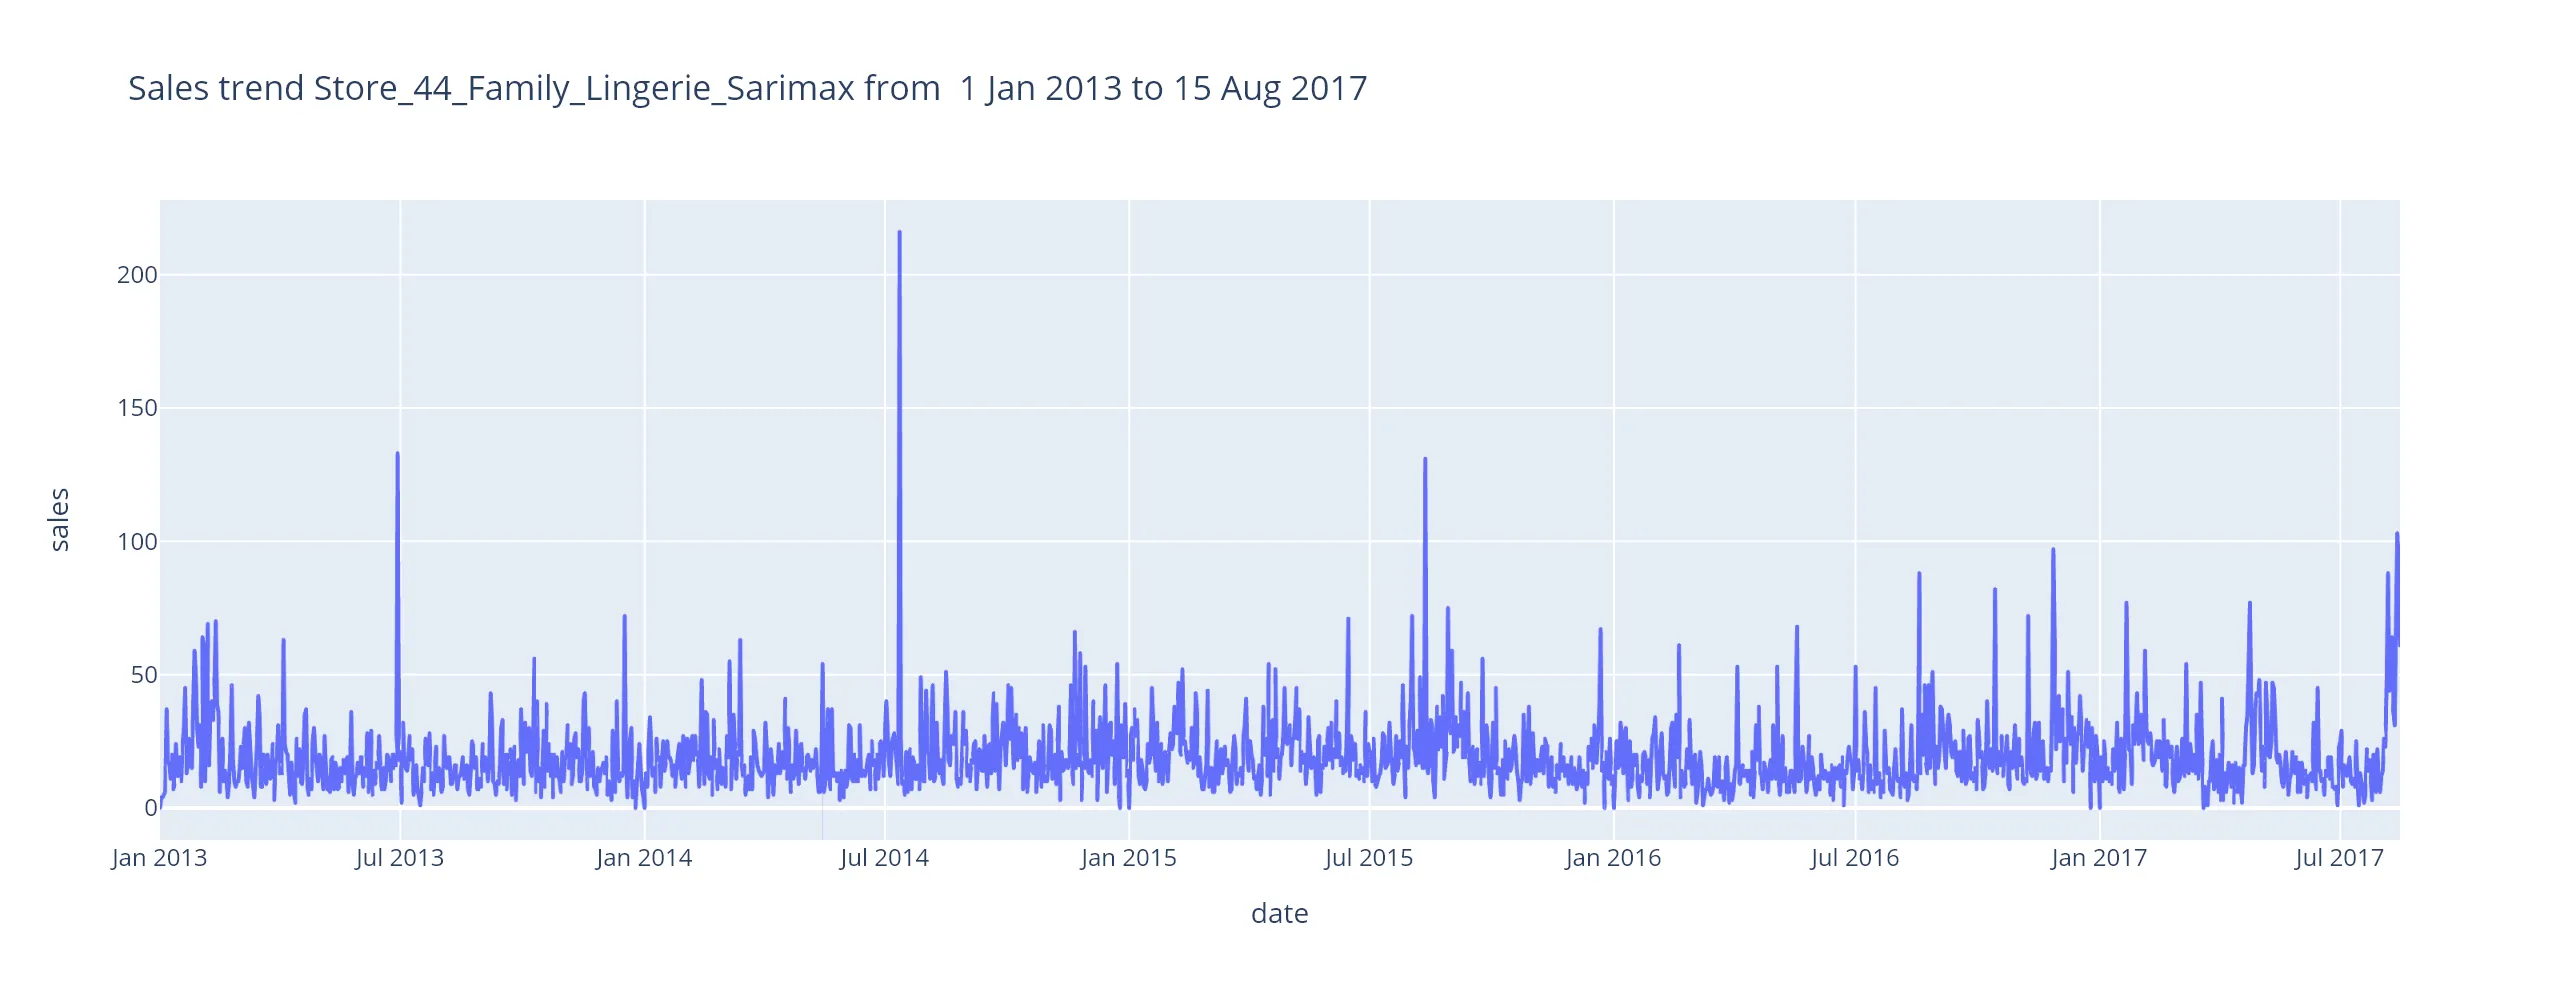 Sales trend Store_44_Family_Lingerie_Sarimax from  1 Jan 2013 to 15 Aug 2017
200
150
100
50
0
sales
Jan 2013 Jul 2013 Jan 2014 Jul 2014 Jan 2015 Jul 2015 Jan 2016 Jul 2016 Jan 2017 Jul 2017
date